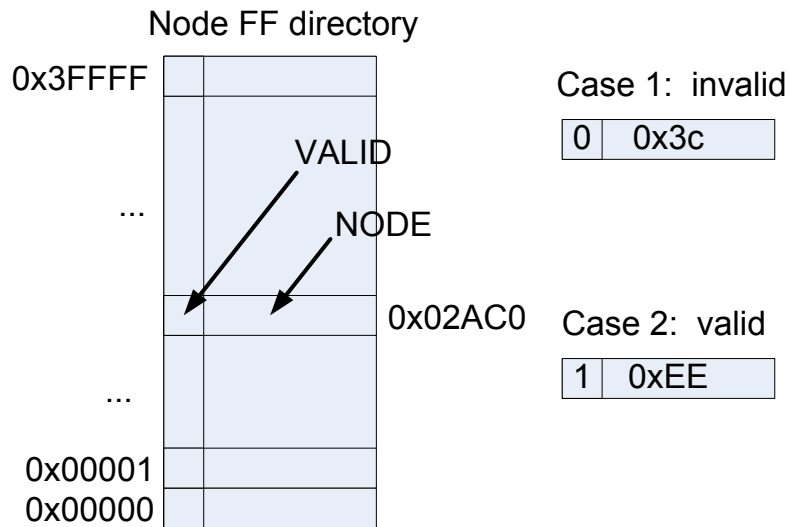 Node FF directory
0x3FFFF
Case 1: invalid
0 0x3c
VALID
...
NODE
0x02AC0
Case 2: valid
1 0xEE
...
0x00001
0x00000